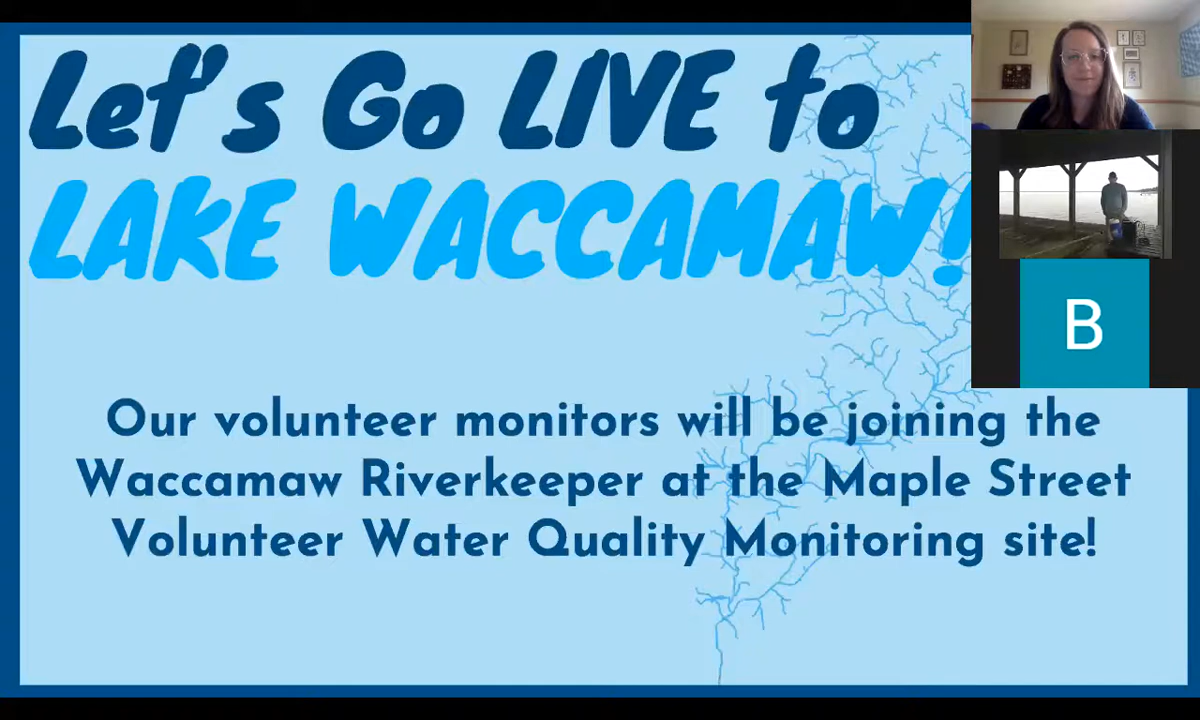 Let's Go LIVE to
LAKE WACCAMAW!
B
Our volunteer monitors will be joining the
Waccamaw Riverkeeper at the Maple Street
Volunteer Water Quality Monitoring site!